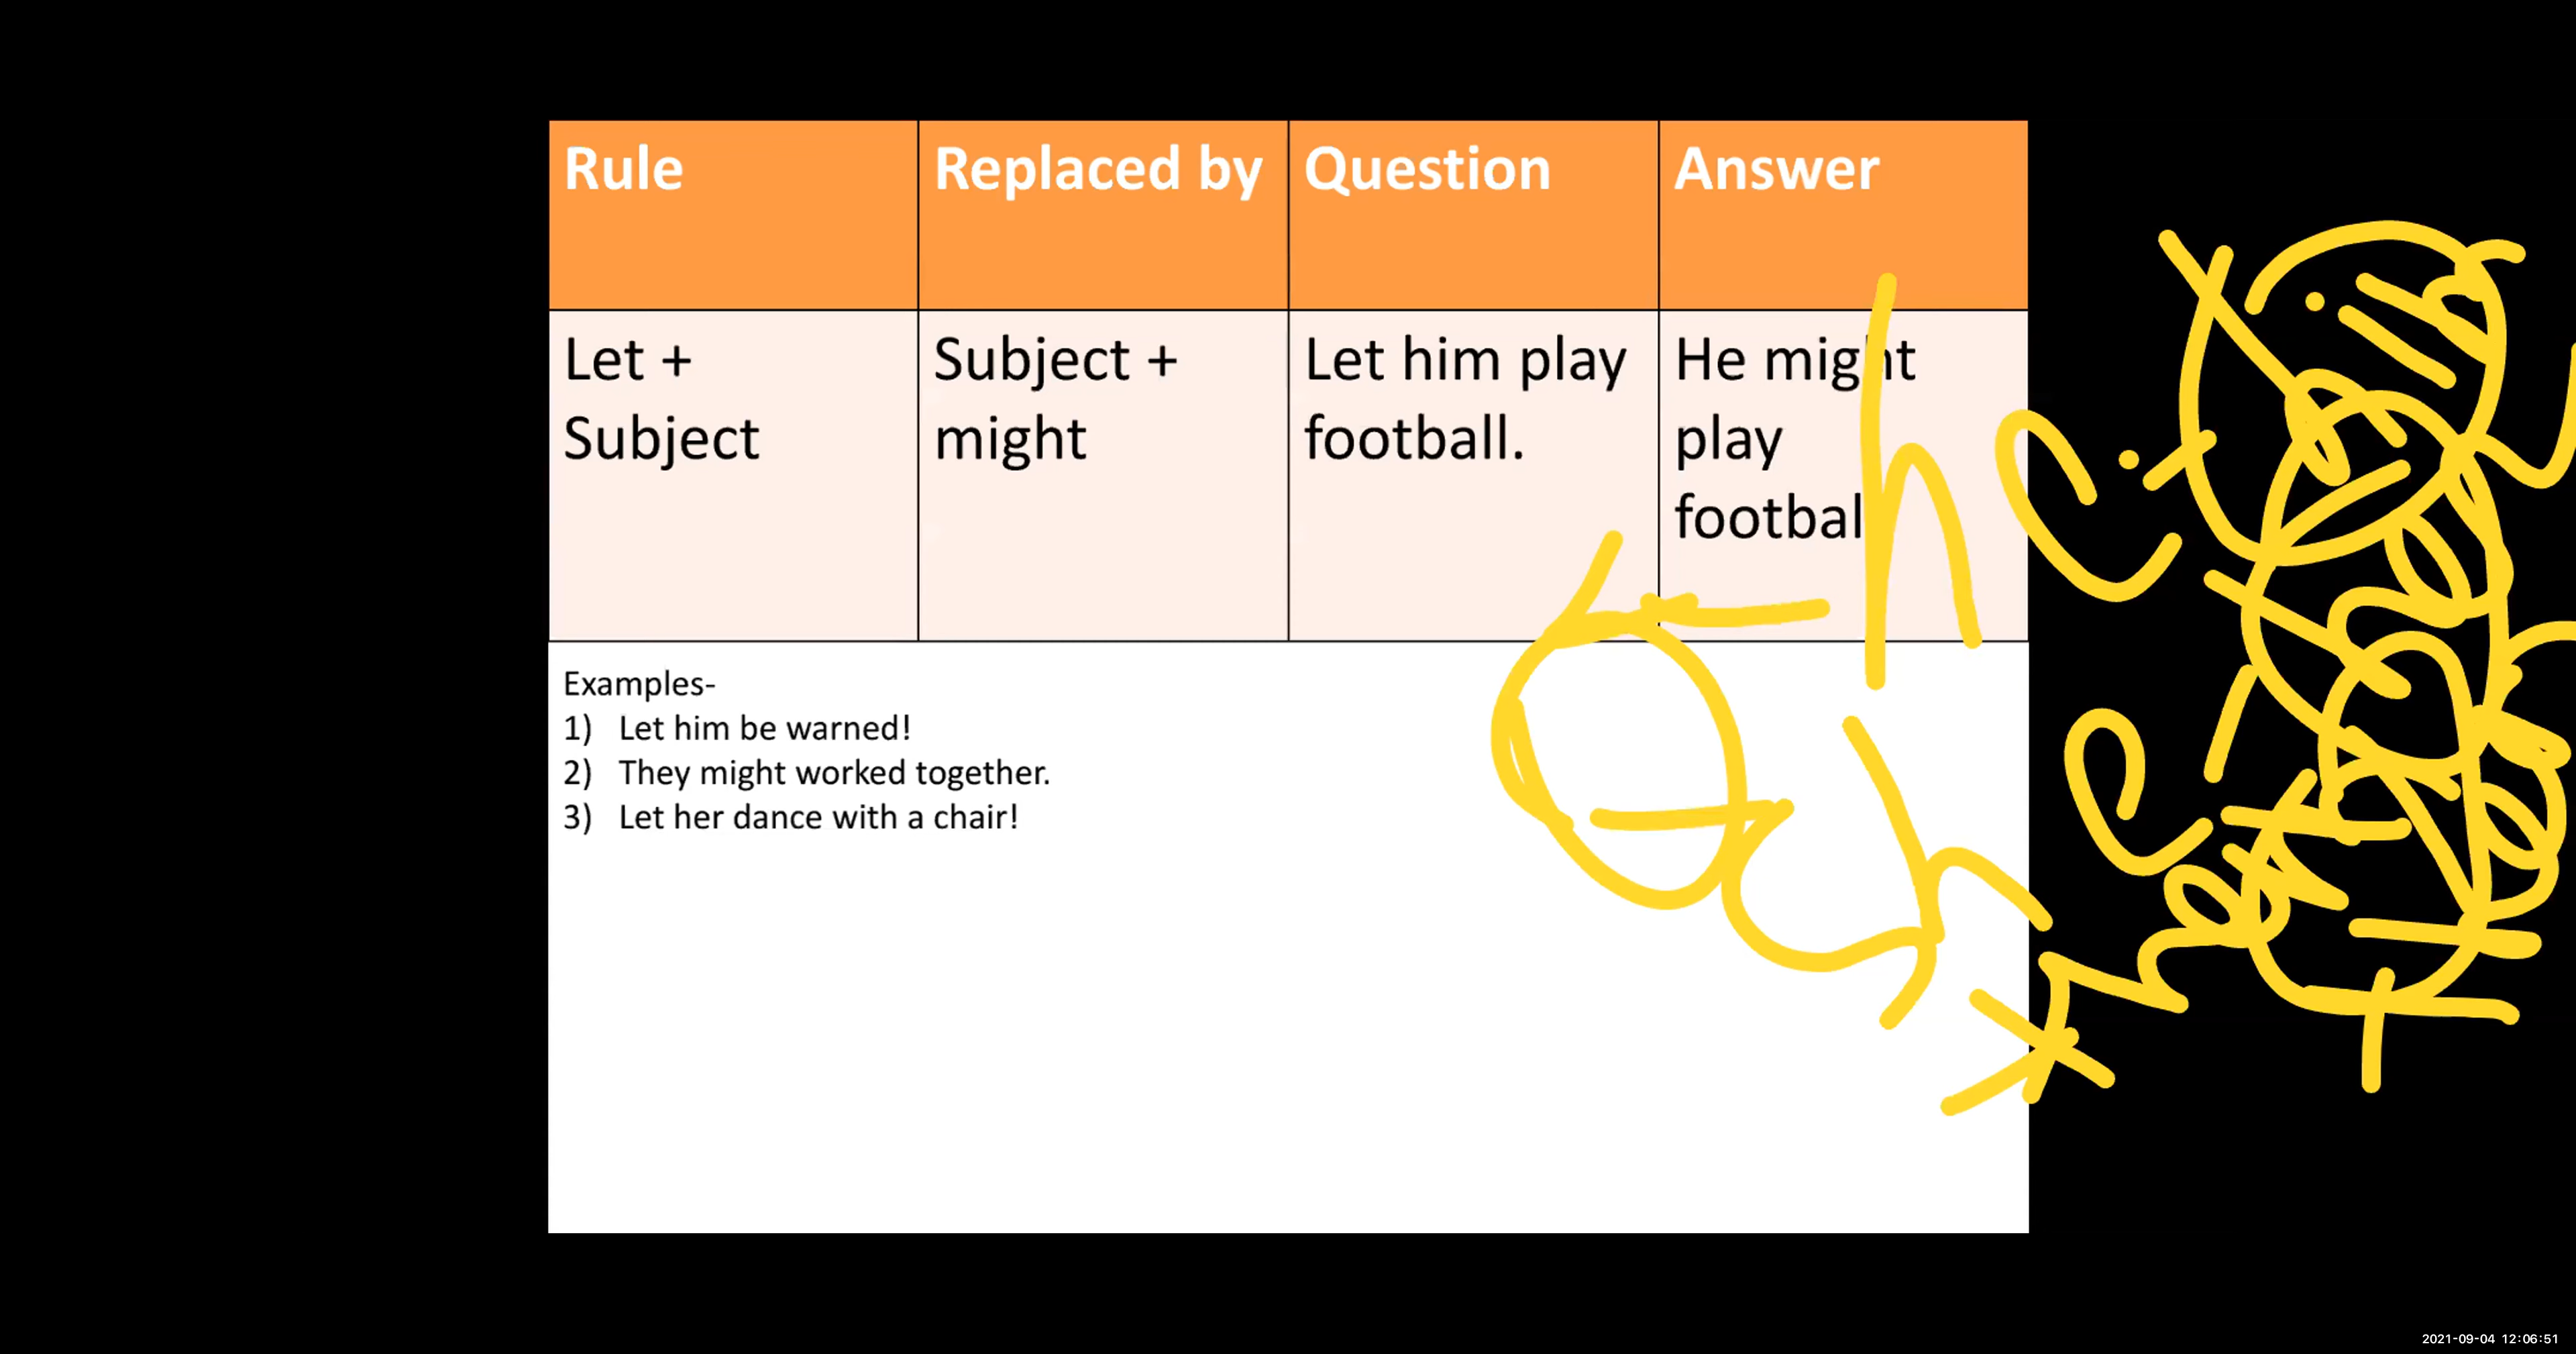 Rule
Replaced by
Question
Answer
Let +
Subject
Subject +
might
Let him play
football.
He might
play
footbal
Examples-
1) Let him be warned!
2) They might worked together.
3) Let her dance with a chair!
2021-09-04 12:06:51